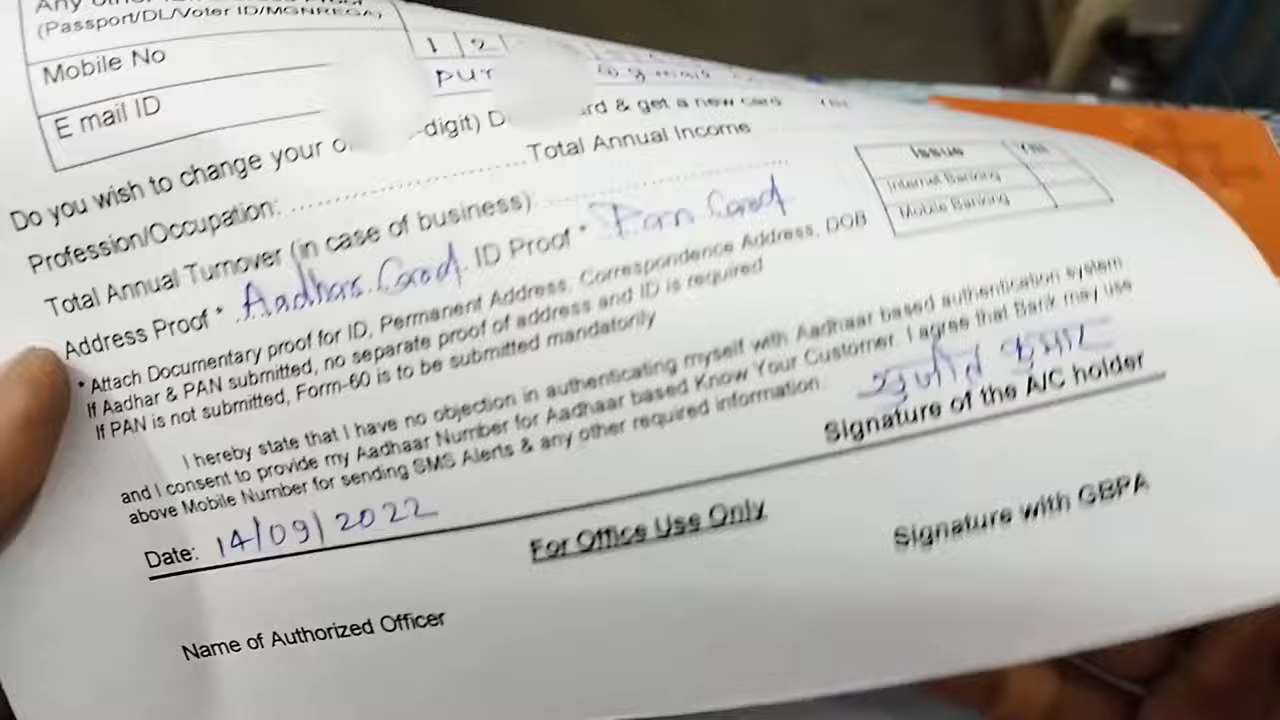 (Passport/DL/Voter ID/MGNREGA)
Mobile No 1 2
E mail ID pur
Do you wish to change your -digit) & get a new card
Profession/Occupation: Total Annual Income
Total Annual Turnover (in case of business):
Address Proof * Aadhar Card ID Proof * Pan Card
Issue Y/N
Internet Banking
Mobile Banking
* Attach Documentary proof for ID, Permanent Address, Correspondence Address, DOB
If Aadhar & PAN submitted, no separate proof of address and ID is required
If PAN is not submitted, Form-60 is to be submitted mandatorily
I hereby state that I have no objection in authenticating myself with Aadhaar based authentication system
and I consent to provide my Aadhaar Number for Aadhaar based Know Your Customer. I agree that Bank may use
above Mobile Number for sending SMS Alerts & any other required information.
Signature of the A/C holder
Date: 14/09/2022
For Office Use Only
Signature with GBPA
Name of Authorized Officer